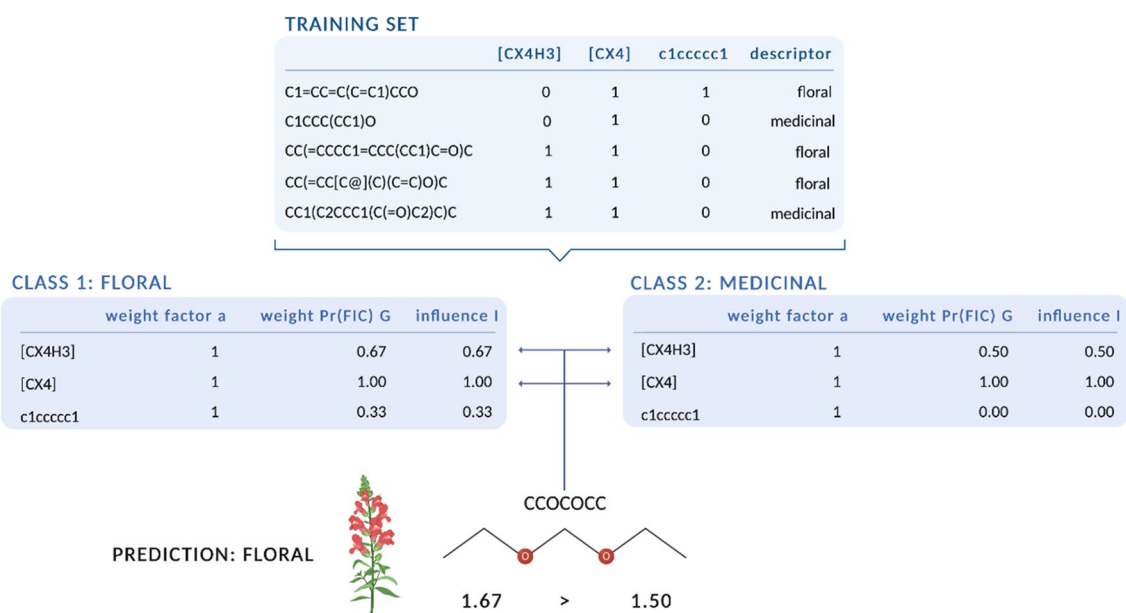 TRAINING SET
[CX4H3] [CX4] c1ccccc1 descriptor
C1=CC=C(C=C1)CCO 0 1 1 floral
C1CCC(CC1)O 0 1 0 medicinal
CC(=CCCC1=CCC(CC1)C=O)C 1 1 0 floral
CC(=CC[C@](C)(C=C)O)C 1 1 0 floral
CC1(C2CCC1(C(=O)C2)C)C 1 1 0 medicinal
CLASS 1: FLORAL
weight factor a weight Pr(FIC) G influence I
[CX4H3] 1 0.67 0.67
[CX4] 1 1.00 1.00
c1ccccc1 1 0.33 0.33
CLASS 2: MEDICINAL
weight factor a weight Pr(FIC) G influence I
[CX4H3] 1 0.50 0.50
[CX4] 1 1.00 1.00
c1ccccc1 1 0.00 0.00
CCOCOCC
PREDICTION: FLORAL
O O
1.67 > 1.50